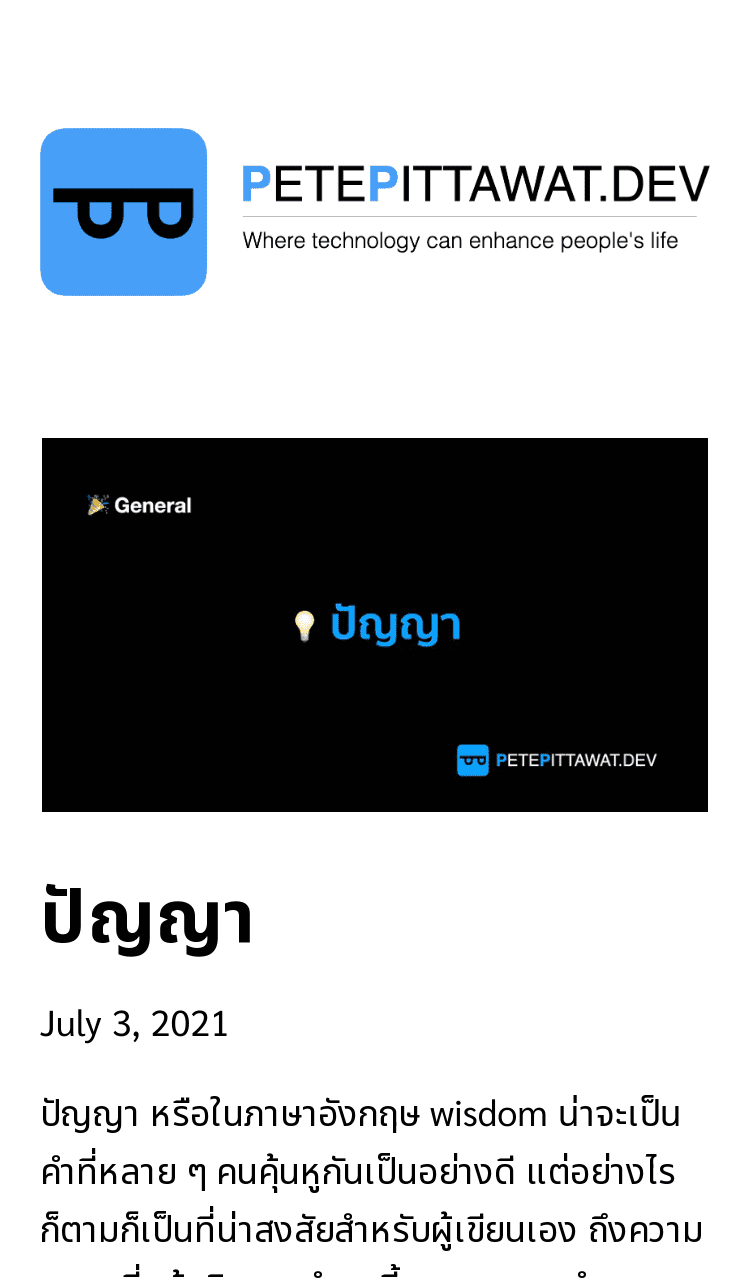 PETEPITTAWAT.DEV
Where technology can enhance people's life
🎉 General
💡 ปัญญา
PETEPITTAWAT.DEV
ปัญญา
July 3, 2021
ปัญญา หรือในภาษาอังกฤษ wisdom น่าจะเป็น
คำที่หลาย ๆ คนคุ้นหูกันเป็นอย่างดี แต่อย่างไร
ก็ตามก็เป็นที่น่าสงสัยสำหรับผู้เขียนเอง ถึงความ